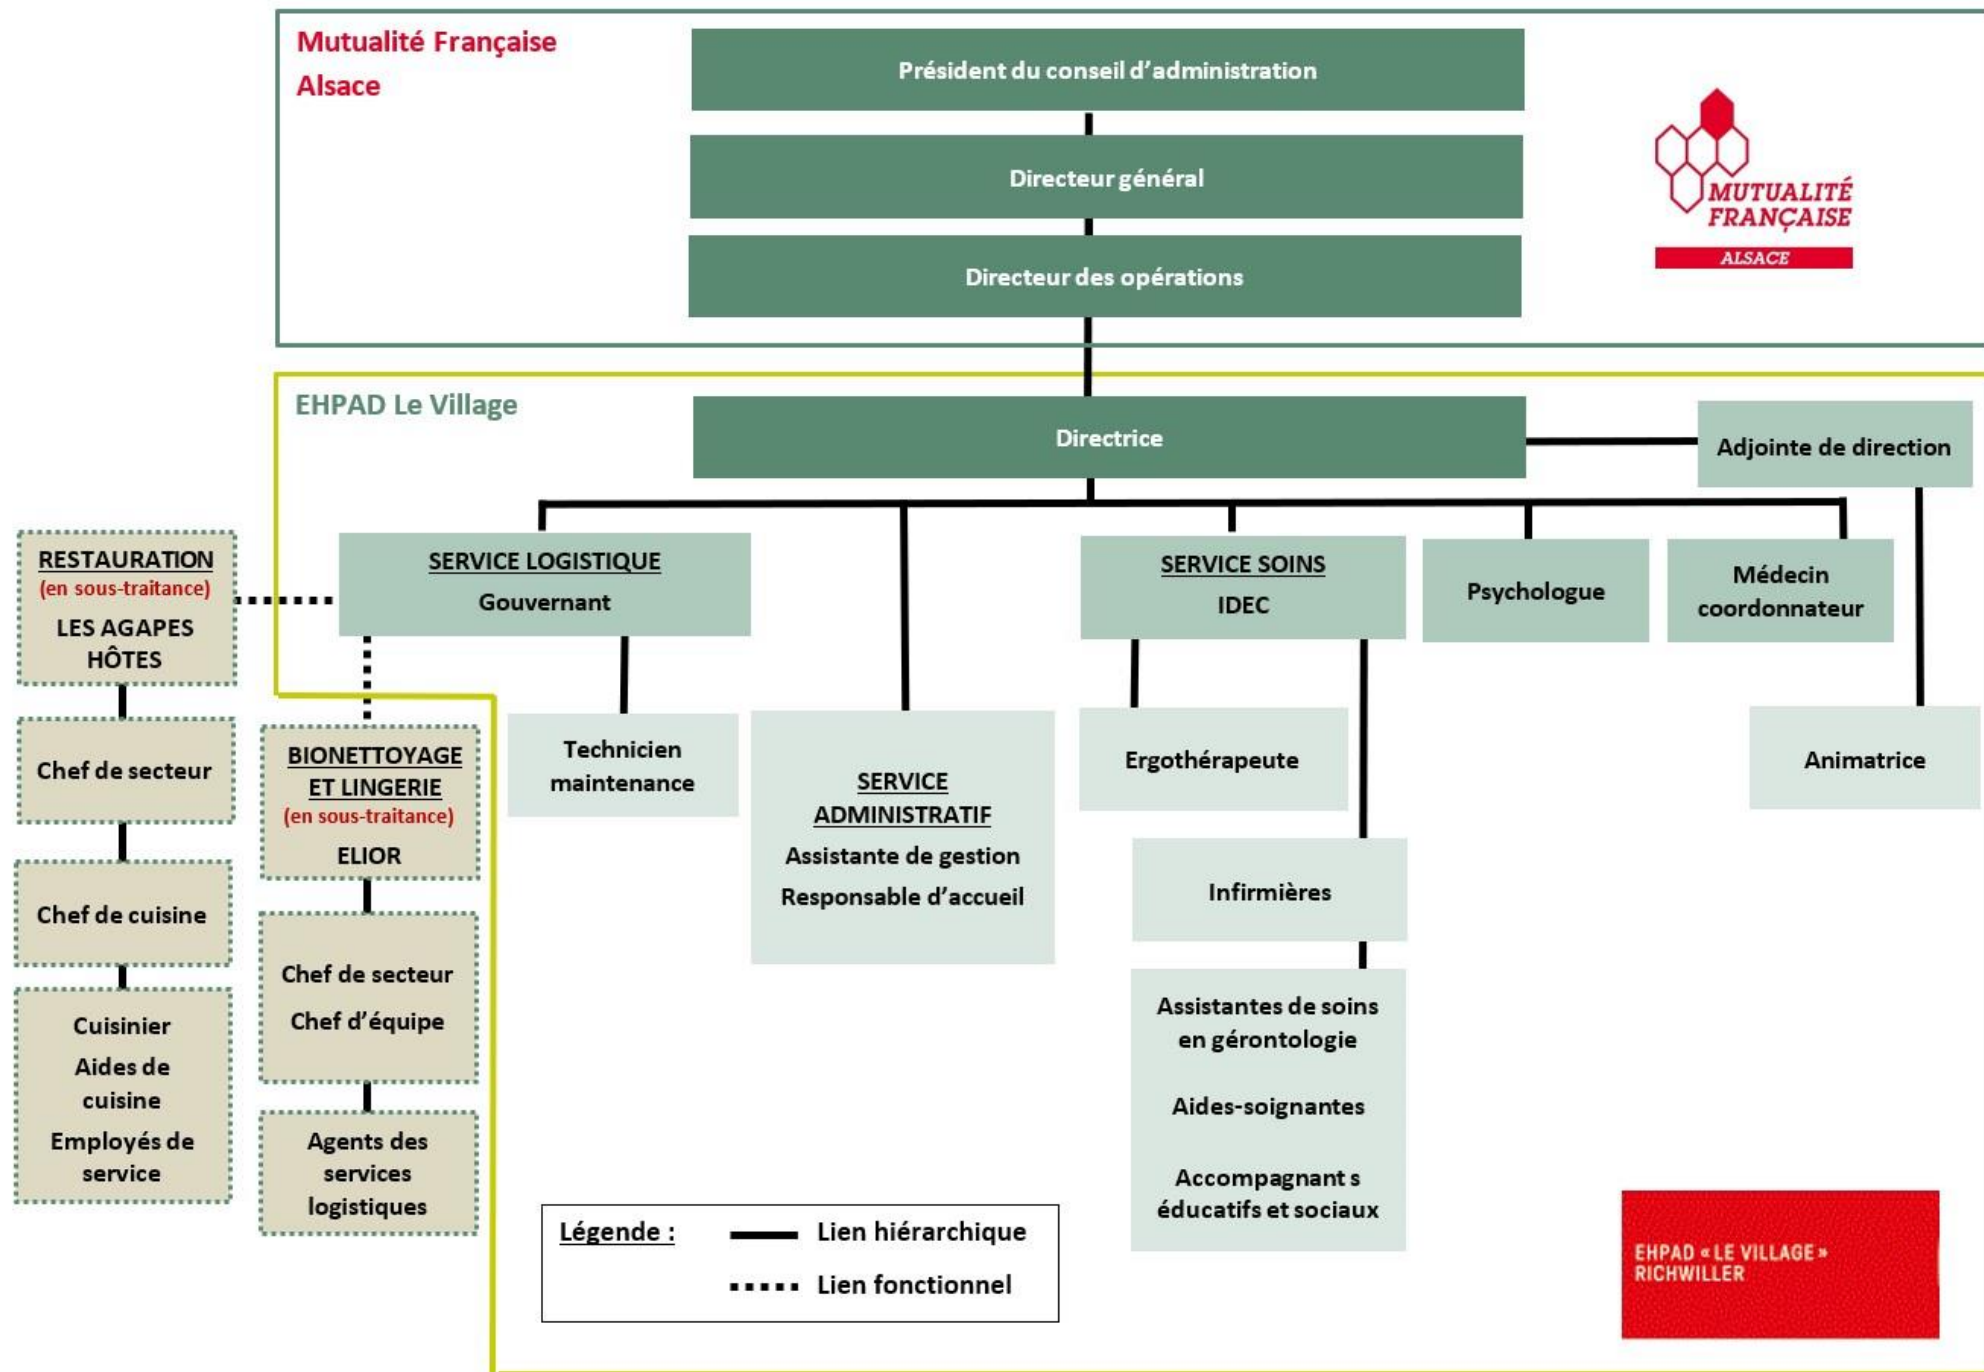 Mutualité Française
Alsace
Président du conseil d'administration
Directeur général
Directeur des opérations
MUTUALITÉ
FRANÇAISE
ALSACE
EHPAD Le Village
Directrice
Adjointe de direction
RESTAURATION
(en sous-traitance)
LES AGAPES
HÔTES
SERVICE LOGISTIQUE
Gouvernant
SERVICE SOINS
IDEC
Psychologue
Médecin
coordonnateur
Chef de secteur
Chef de cuisine
Cuisinier
Aides de
cuisine
Employés de
service
BIONETTOYAGE
ET LINGERIE
(en sous-traitance)
ELIOR
Chef de secteur
Chef d'équipe
Agents des
services
logistiques
Technicien
maintenance
SERVICE
ADMINISTRATIF
Assistante de gestion
Responsable d'accueil
Ergothérapeute
Infirmières
Assistantes de soins
en gérontologie
Aides-soignantes
Accompagnant s
éducatifs et sociaux
Animatrice
Légende :
Lien hiérarchique
Lien fonctionnel
EHPAD « LE VILLAGE »
RICHWILLER